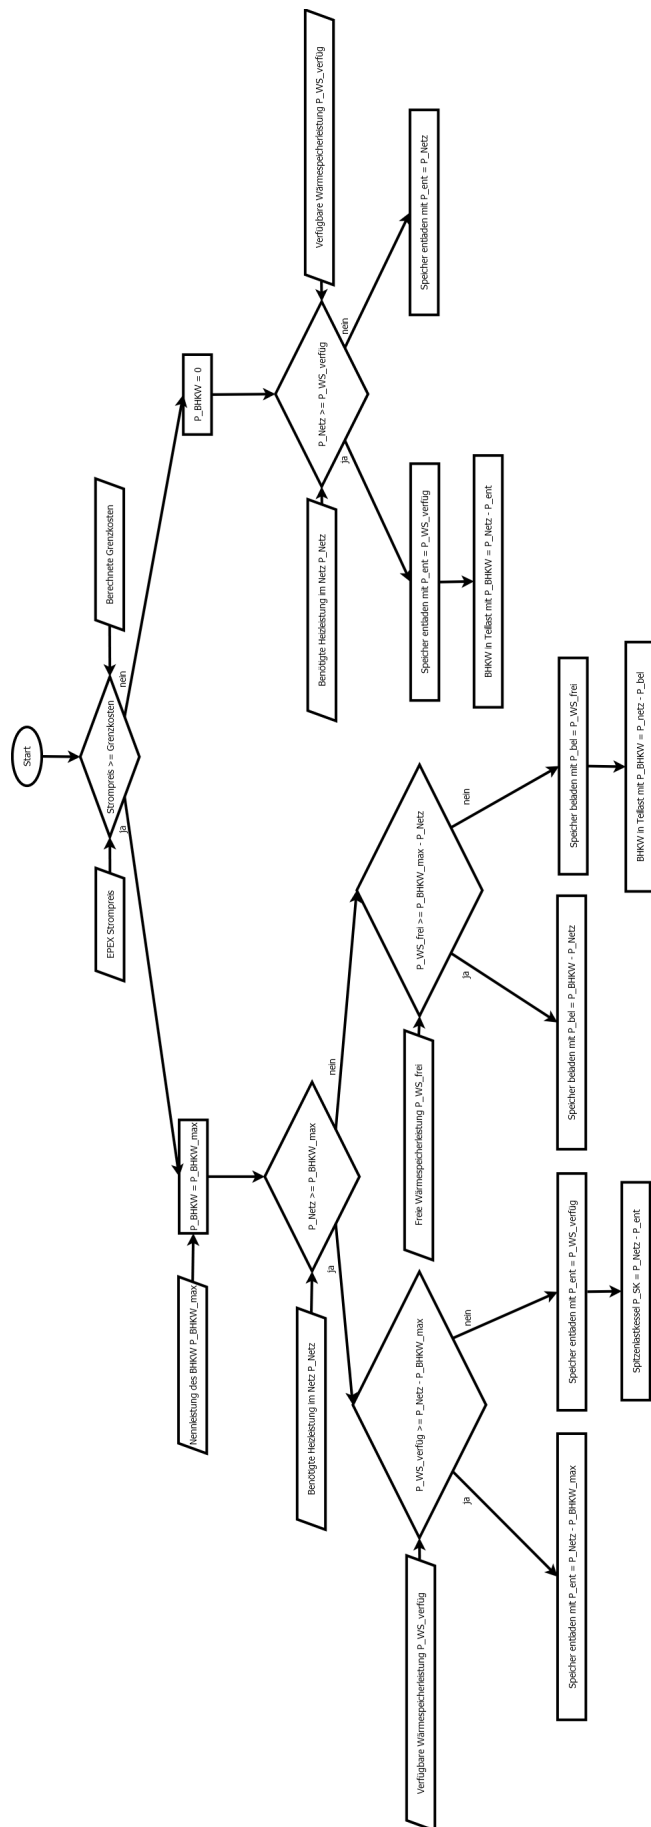 Start
EPEX Strompreis
Strompreis >= Grenzkosten
Berechnete Grenzkosten
ja
nein
Nennleistung des BHKW P_BHKW_max
P_BHKW = P_BHKW_max
P_BHKW = 0
Benötigte Heizleistung im Netz P_Netz
P_Netz >= P_BHKW_max
Benötigte Heizleistung im Netz P_Netz
P_Netz >= P_WS_verfüg
Verfügbare Wärmespeicherleistung P_WS_verfüg
ja
nein
ja
nein
Verfügbare Wärmespeicherleistung P_WS_verfüg
P_WS_verfüg >= P_Netz - P_BHKW_max
Freie Wärmespeicherleistung P_WS_frei
P_WS_frei >= P_BHKW_max - P_Netz
Speicher entladen mit P_ent = P_WS_verfüg
Speicher entladen mit P_ent = P_Netz
ja
nein
ja
nein
BHKW in Teillast mit P_BHKW = P_Netz - P_ent
Speicher entladen mit P_ent = P_Netz - P_BHKW_max
Speicher entladen mit P_ent = P_WS_verfüg
Speicher beladen mit P_bel = P_BHKW - P_Netz
Speicher beladen mit P_bel = P_WS_frei
Spitzenlastkessel P_SK = P_Netz - P_ent
BHKW in Teillast mit P_BHKW = P_netz - P_bel